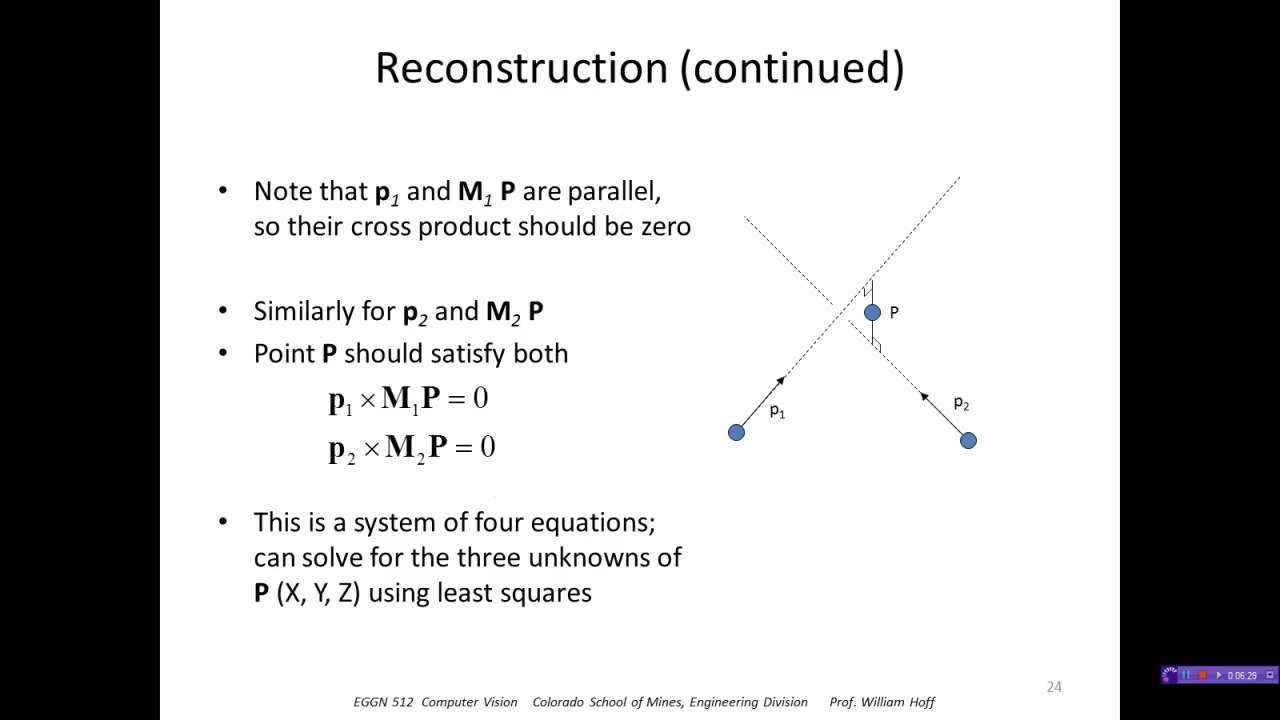 Reconstruction (continued)
• Note that p₁ and M₁ P are parallel,
so their cross product should be zero
• Similarly for p₂ and M₂ P
• Point P should satisfy both
p₁ × M₁P = 0
p₂ × M₂P = 0
• This is a system of four equations;
can solve for the three unknowns of
P (X, Y, Z) using least squares
P
p₁
p₂
24
EGGN 512 Computer Vision Colorado School of Mines, Engineering Division Prof. William Hoff
0:06:29